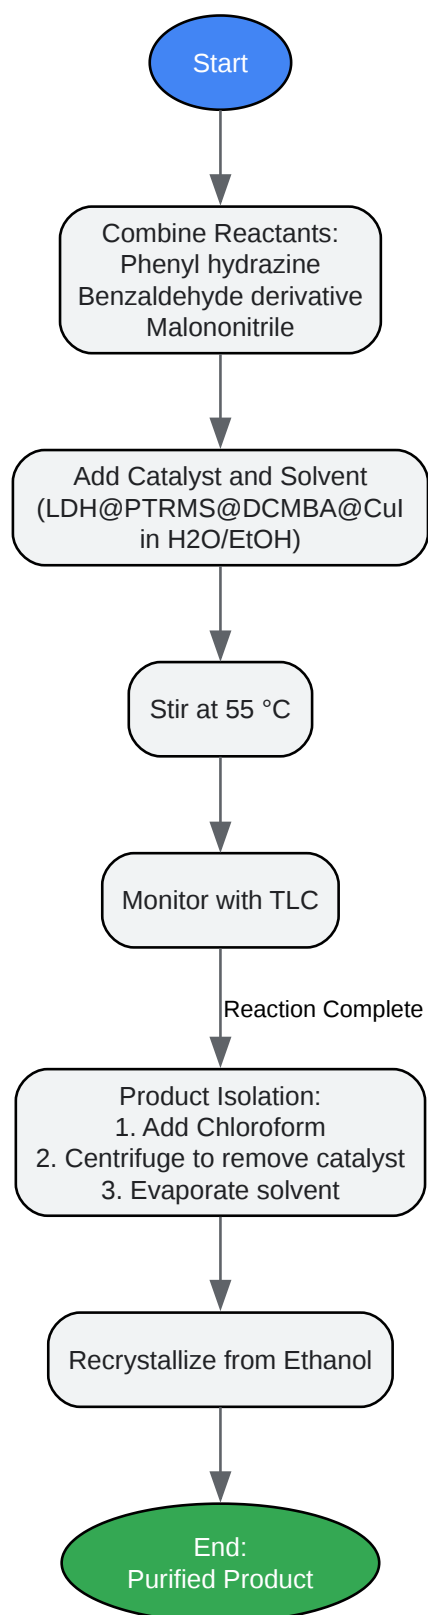 Start
Combine Reactants:
Phenyl hydrazine
Benzaldehyde derivative
Malononitrile
Add Catalyst and Solvent
(LDH@PTRMS@DCMBA@CuI
in H2O/EtOH)
Stir at 55 °C
Monitor with TLC
Reaction Complete
Product Isolation:
1. Add Chloroform
2. Centrifuge to remove catalyst
3. Evaporate solvent
Recrystallize from Ethanol
End:
Purified Product